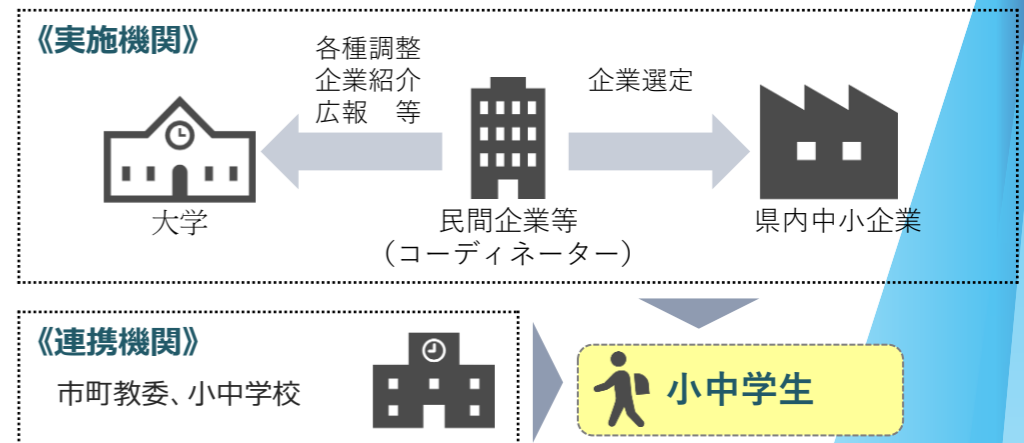 《実施機関》
各種調整
企業紹介
広報　等
企業選定
大学
民間企業等
（コーディネーター）
県内中小企業
《連携機関》
市町教委、小中学校
小中学生